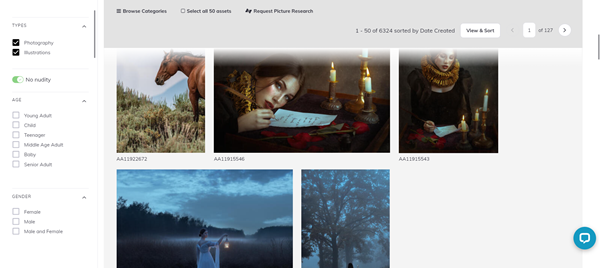 Browse Categories
Select all 50 assets
Request Picture Research
TYPES
Photography
Illustrations
1 - 50 of 6324 sorted by Date Created
View & Sort
1
of 127
No nudity
AGE
Young Adult
Child
Teenager
Middle Age Adult
Baby
Senior Adult
AA11922672
AA11915546
AA11915543
GENDER
Female
Male
Male and Female